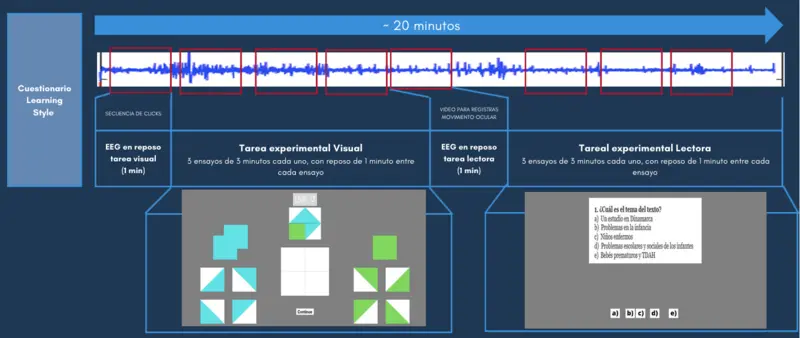 ~ 20 minutos
Cuestionario
Learning
Style
SECUENCIA DE CLICKS
EEG en reposo
tarea visual
(1 min)
Tarea experimental Visual
3 ensayos de 3 minutos cada uno, con reposo de 1 minuto entre
cada ensayo
VIDEO PARA REGISTRAS
MOVIMIENTO OCULAR
EEG en reposo
tarea lectora
(1 min)
Tareal experimental Lectora
3 ensayos de 3 minutos cada uno, con reposo de 1 minuto entre cada
ensayo
Continue
1. ¿Cuál es el tema del texto?
a) Un estudio en Dinamarca
b) Problemas en la infancia
c) Niños enfermos
d) Problemas escolares y sociales de los infantes
e) Bebés prematuros y TDAH
a) b) c) d) e)